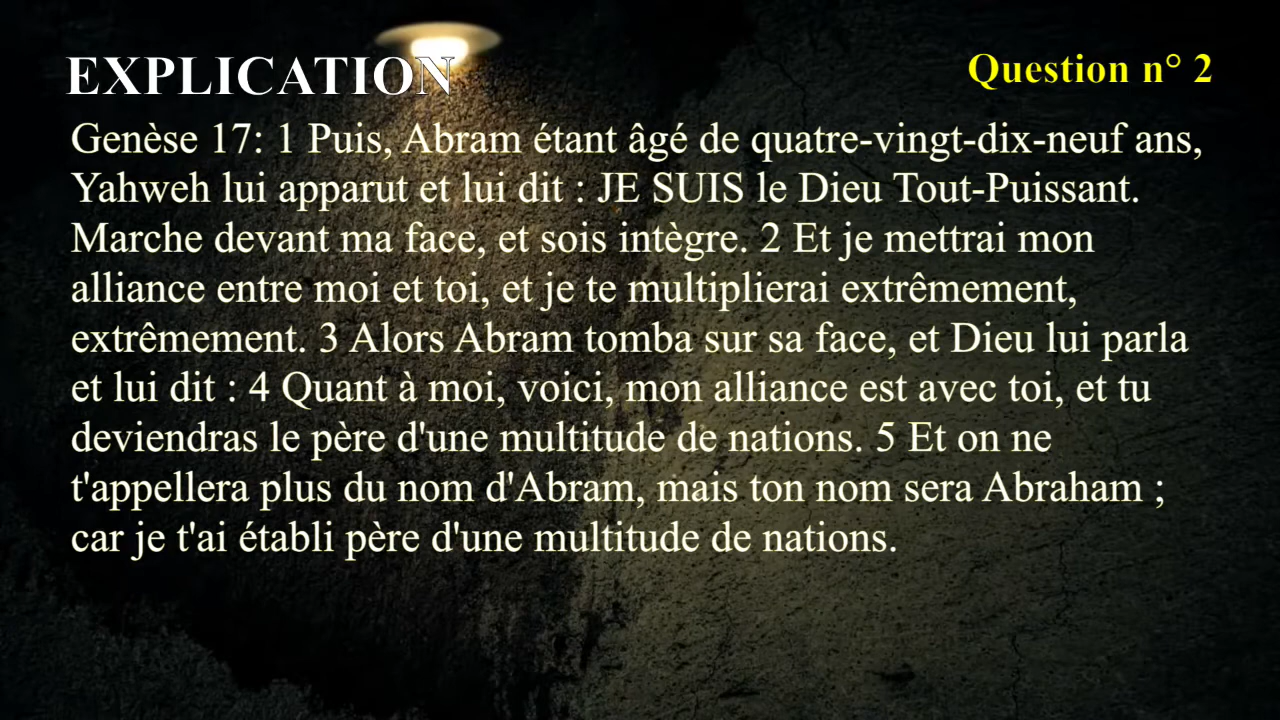 EXPLICATION
Question n° 2
Genèse 17: 1 Puis, Abram étant âgé de quatre-vingt-dix-neuf ans,
Yahweh lui apparut et lui dit : JE SUIS le Dieu Tout-Puissant.
Marche devant ma face, et sois intègre. 2 Et je mettrai mon
alliance entre moi et toi, et je te multiplierai extrêmement,
extrêmement. 3 Alors Abram tomba sur sa face, et Dieu lui parla
et lui dit : 4 Quant à moi, voici, mon alliance est avec toi, et tu
deviendras le père d'une multitude de nations. 5 Et on ne
t'appellera plus du nom d'Abram, mais ton nom sera Abraham ;
car je t'ai établi père d'une multitude de nations.